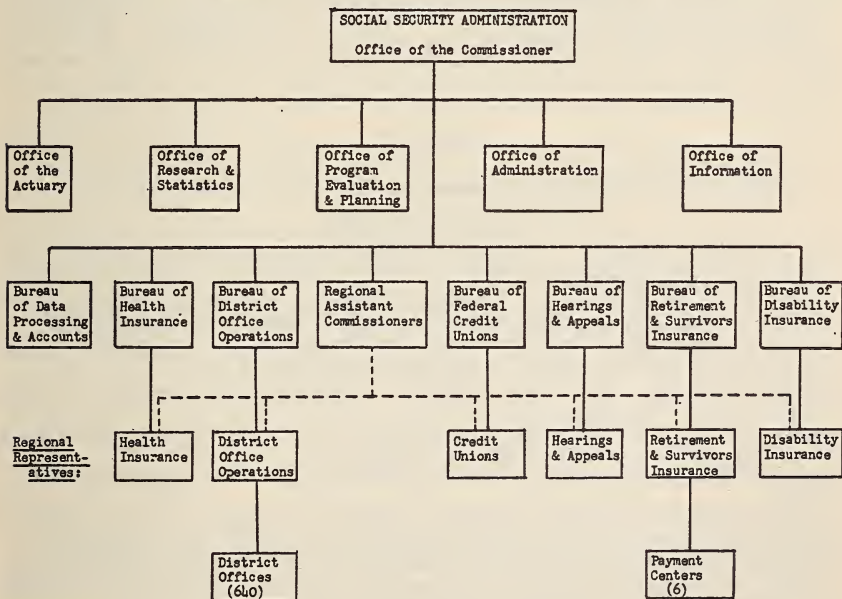 SOCIAL SECURITY ADMINISTRATION
Office of the Commissioner
Office
of the
Actuary
Office of
Research &
Statistics
Office of
Program
Evaluation
& Planning
Office of
Administration
Office of
Information
Bureau
of Data
Processing
& Accounts
Bureau of
Health
Insurance
Bureau of
District
Office
Operations
Regional
Assistant
Commissioners
Bureau of
Federal
Credit
Unions
Bureau of
Hearings
& Appeals
Bureau of
Retirement
& Survivors
Insurance
Bureau of
Disability
Insurance
Regional
Represent-
atives:
Health
Insurance
District
Office
Operations
Credit
Unions
Hearings
& Appeals
Retirement
& Survivors
Insurance
Disability
Insurance
District
Offices
(640)
Payment
Centers
(6)